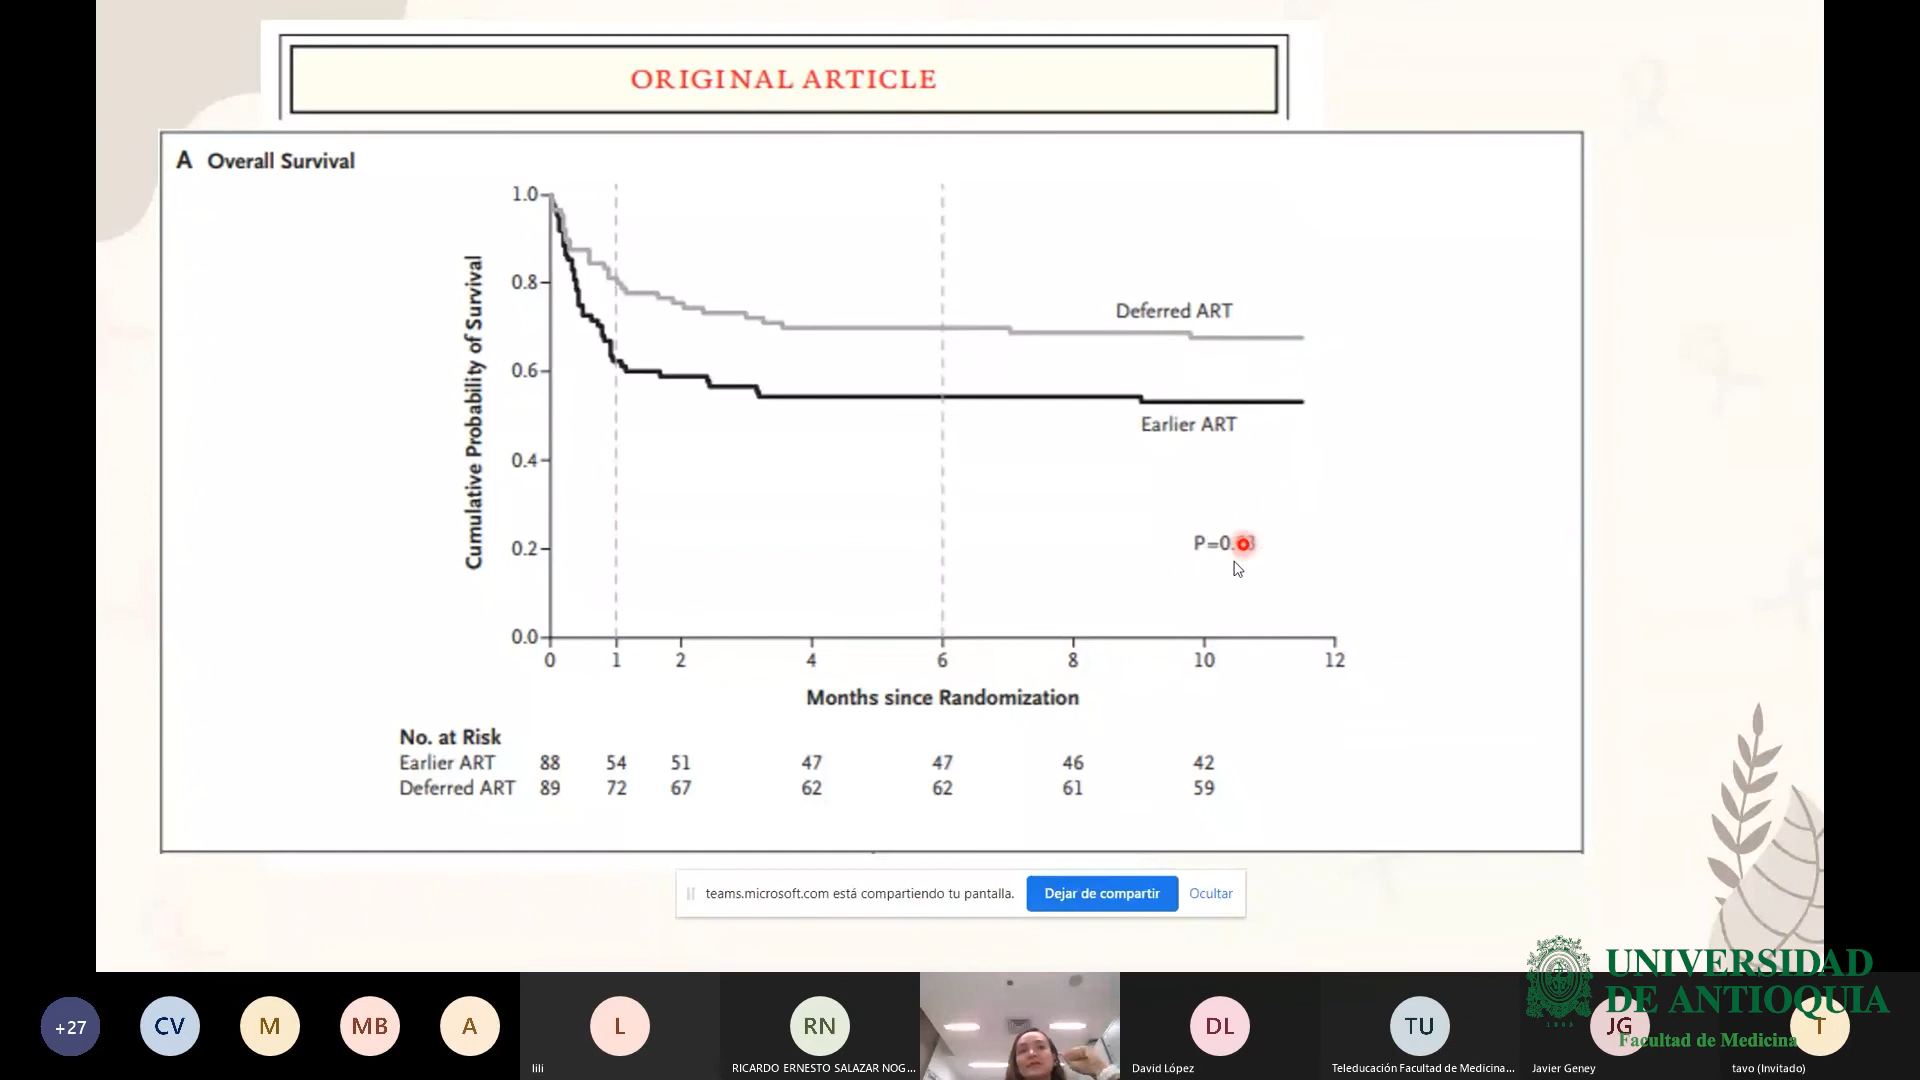 ORIGINAL ARTICLE
A Overall Survival
Cumulative Probability of Survival
1.0
0.8
0.6
0.4
0.2
0.0
Deferred ART
Earlier ART
0 1 2 4 6 8 10 12
Months since Randomization
No. at Risk
Earlier ART 88 54 51 47 47 46 42
Deferred ART 89 72 67 62 62 61 59
teams.microsoft.com está compartiendo tu pantalla. Dejar de compartir Ocultar
UNIVERSIDAD
DE ANTIOQUIA
1803
Facultad de Medicina
+27 CV M MB A L RN DL TU JG T
lili
RICARDO ERNESTO SALAZAR NOG...
David López
Teleducación Facultad de Medicina...
Javier Geney
tavo (Invitado)